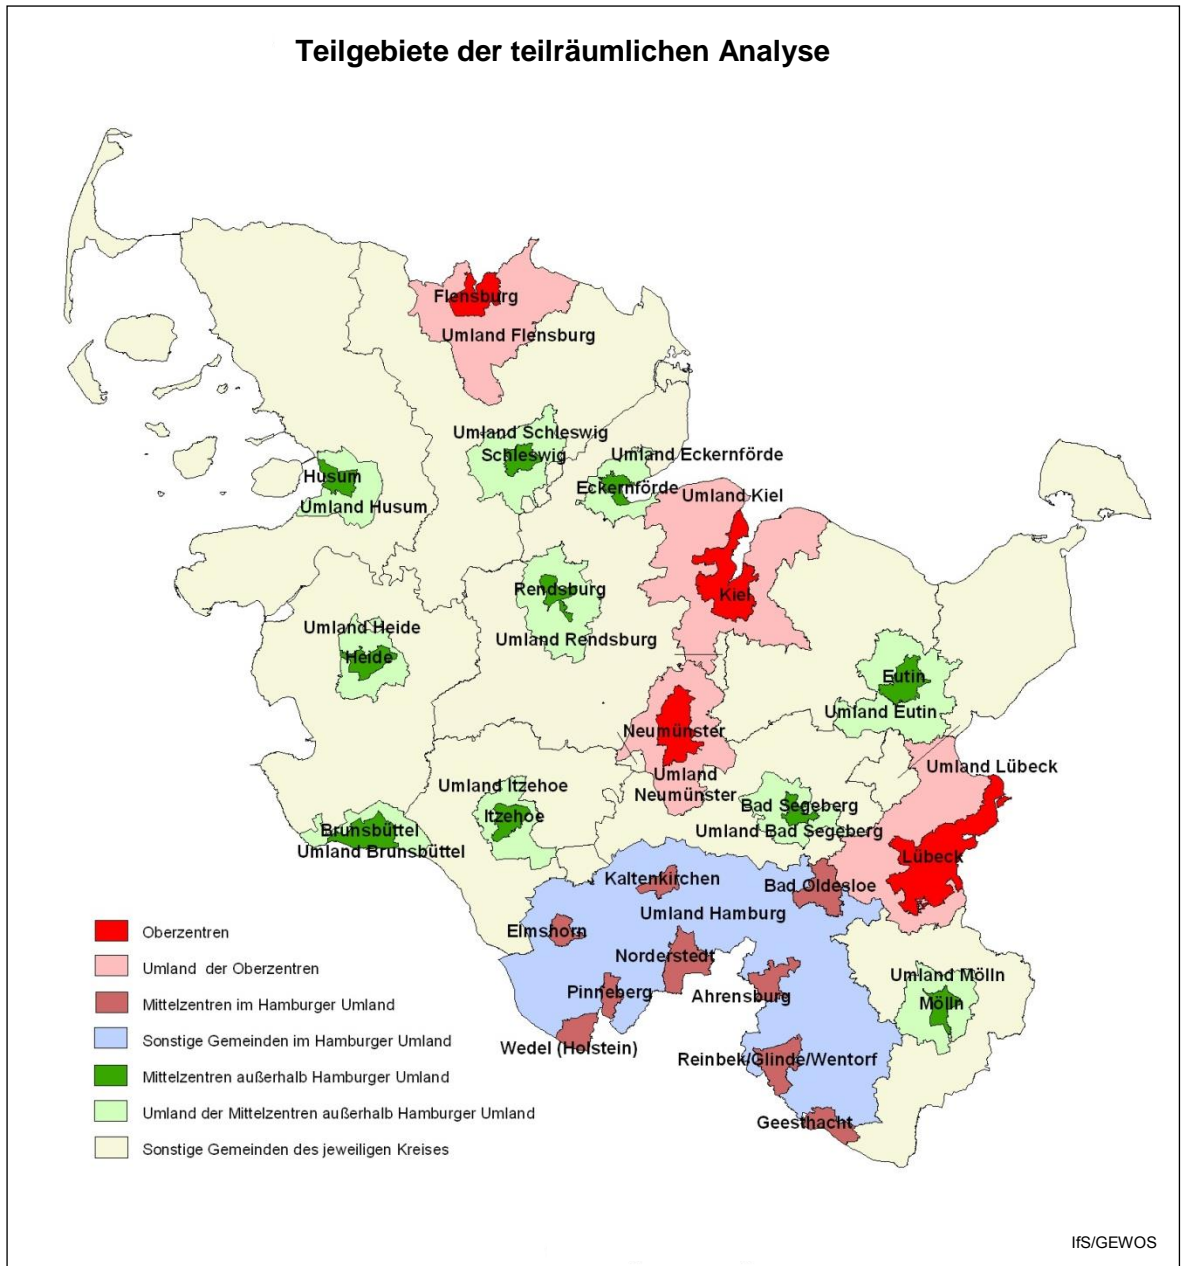 Teilgebiete der teilräumlichen Analyse
Flensburg
Umland Flensburg
Umland Schleswig
Schleswig
Umland Eckernförde
Husum
Eckernförde
Umland Kiel
Umland Husum
Rendsburg
Kiel
Umland Heide
Umland Rendsburg
Heide
Eutin
Umland Eutin
Neumünster
Umland
Neumünster
Umland Lübeck
Umland Itzehoe
Itzehoe
Bad Segeberg
Umland Bad Segeberg
Brunsbüttel
Umland Brunsbüttel
Lübeck
Kaltenkirchen
Bad Oldesloe
Umland Hamburg
Elmshorn
Norderstedt
Umland Mölln
Pinneberg
Ahrensburg
Mölln
Wedel (Holstein)
Reinbek/Glinde/Wentorf
Geesthacht
Oberzentren
Umland der Oberzentren
Mittelzentren im Hamburger Umland
Sonstige Gemeinden im Hamburger Umland
Mittelzentren außerhalb Hamburger Umland
Umland der Mittelzentren außerhalb Hamburger Umland
Sonstige Gemeinden des jeweiligen Kreises
IfS/GEWOS